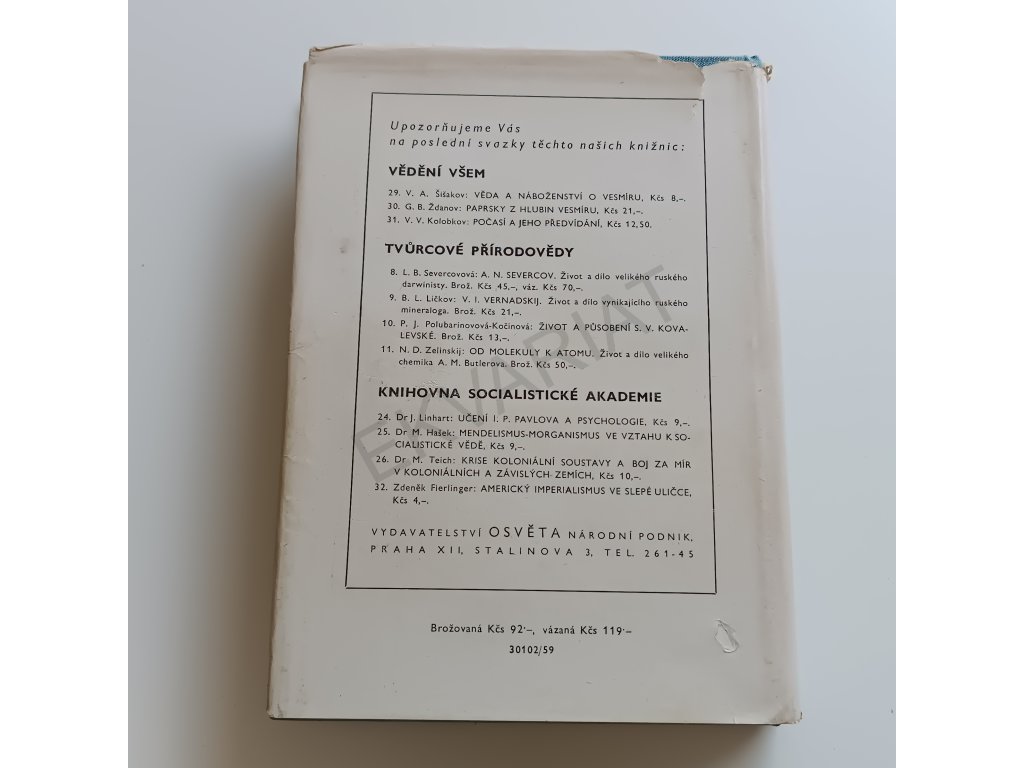 Upozorňujeme Vás
na poslední svazky těchto našich knižnic:
VĚDĚNÍ VŠEM
29. V. A. Šišakov: VĚDA A NÁBOŽENSTVÍ O VESMÍRU, Kčs 8,–.
30. G. B. Ždanov: PAPRSKY Z HLUBIN VESMÍRU, Kčs 21,–.
31. V. V. Kolobkov: POČASÍ A JEHO PŘEDVÍDÁNÍ, Kčs 12,50.
TVŮRCOVÉ PŘÍRODOVĚDY
8. L. B. Severcovová: A. N. SEVERCOV. Život a dílo velikého ruského
darwinisty. Brož. Kčs 45,–, váz. Kčs 70,–.
9. B. L. Ličkov: V. I. VERNADSKIJ. Život a dílo vynikajícího ruského
mineraloga. Brož. Kčs 21,–.
10. P. J. Polubarinovová-Kočinová: ŽIVOT A PŮSOBENÍ S. V. KOVA-
LEVSKÉ. Brož. Kčs 13,–.
11. N. D. Zelinskij: OD MOLEKULY K ATOMU. Život a dílo velikého
chemika A. M. Butlerova. Brož. Kčs 50,–.
KNIHOVNA SOCIALISTICKÉ AKADEMIE
24. Dr J. Linhart: UČENÍ I. P. PAVLOVA A PSYCHOLOGIE, Kčs 9,–.
25. Dr M. Hašek: MENDELISMUS-MORGANISMUS VE VZTAHU K SO-
CIALISTICKÉ VĚDĚ, Kčs 9,–.
26. Dr M. Teich: KRISE KOLONIÁLNÍ SOUSTAVY A BOJ ZA MÍR
V KOLONIÁLNÍCH A ZÁVISLÝCH ZEMÍCH, Kčs 10,–.
32. Zdeněk Fierlinger: AMERICKÝ IMPERIALISMUS VE SLEPÉ ULIČCE,
Kčs 4,–.
VYDAVATELSTVÍ OSVĚTA NÁRODNÍ PODNIK,
PRAHA XII, STALINOVA 3, TEL. 261-45
Brožovaná Kčs 92·–, vázaná Kčs 119·–
30102/59
EKVARIAT